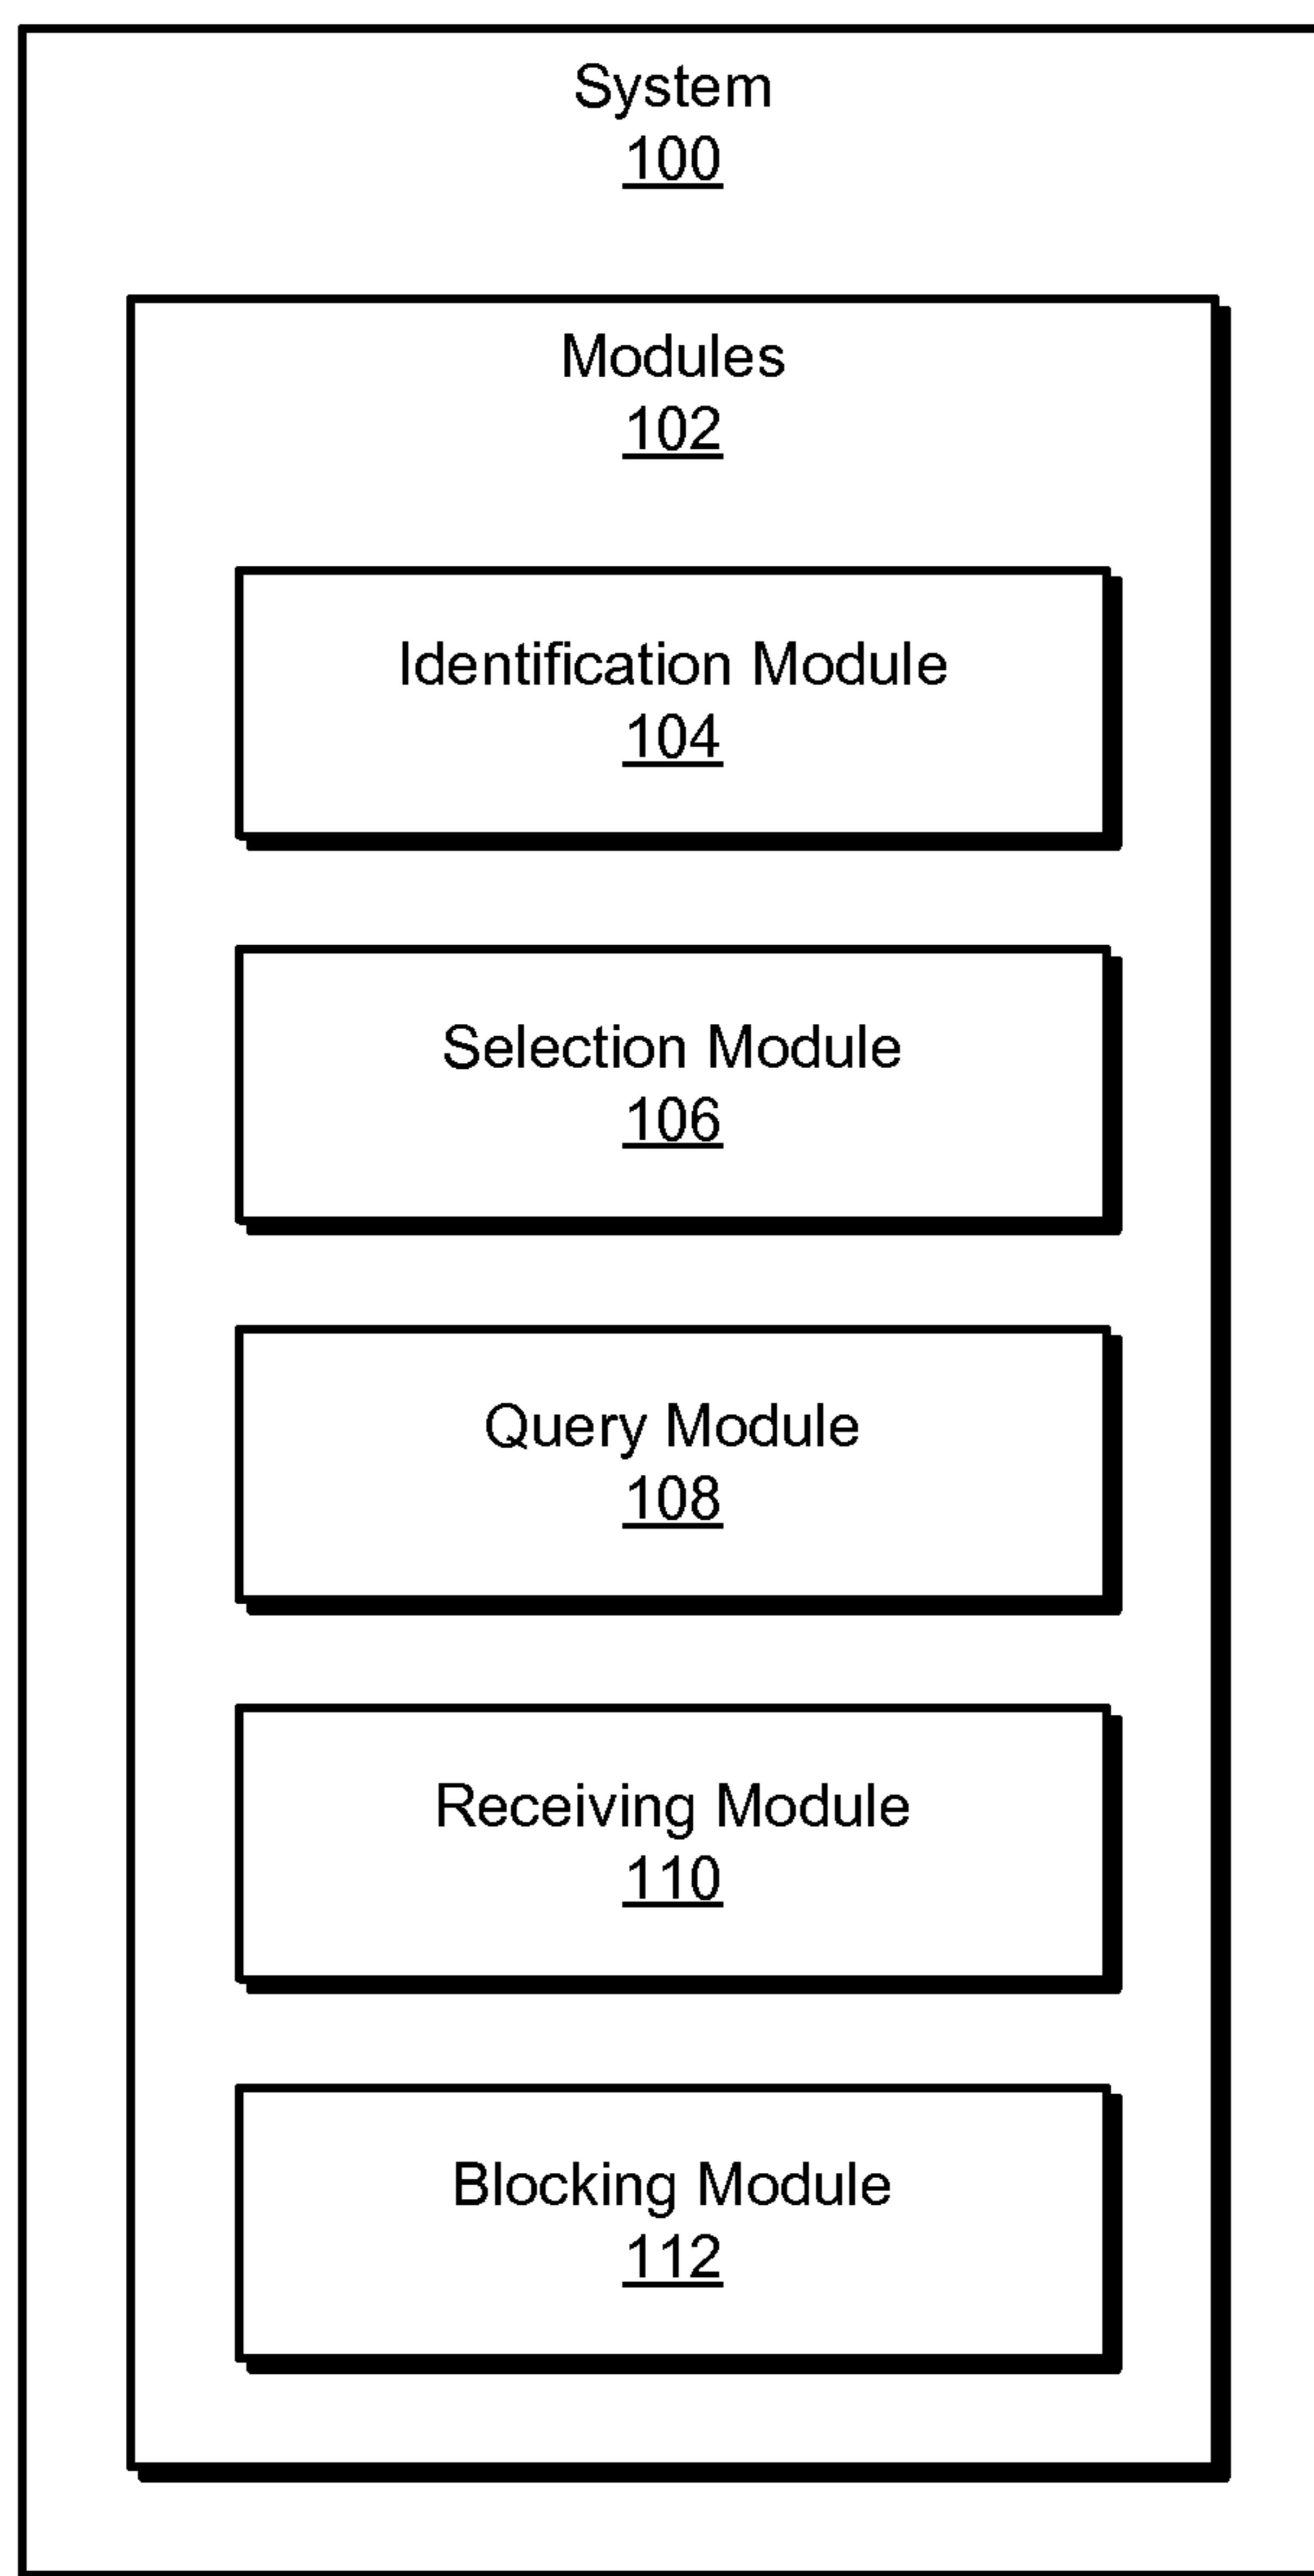 System
100
Modules
102
Identification Module
104
Selection Module
106
Query Module
108
Receiving Module
110
Blocking Module
112